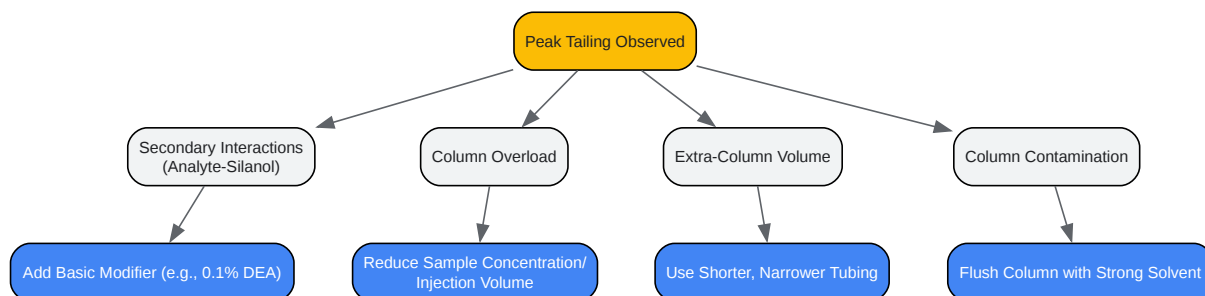 Peak Tailing Observed
Secondary Interactions
(Analyte-Silanol)
Column Overload
Extra-Column Volume
Column Contamination
Add Basic Modifier (e.g., 0.1% DEA)
Reduce Sample Concentration/
Injection Volume
Use Shorter, Narrower Tubing
Flush Column with Strong Solvent